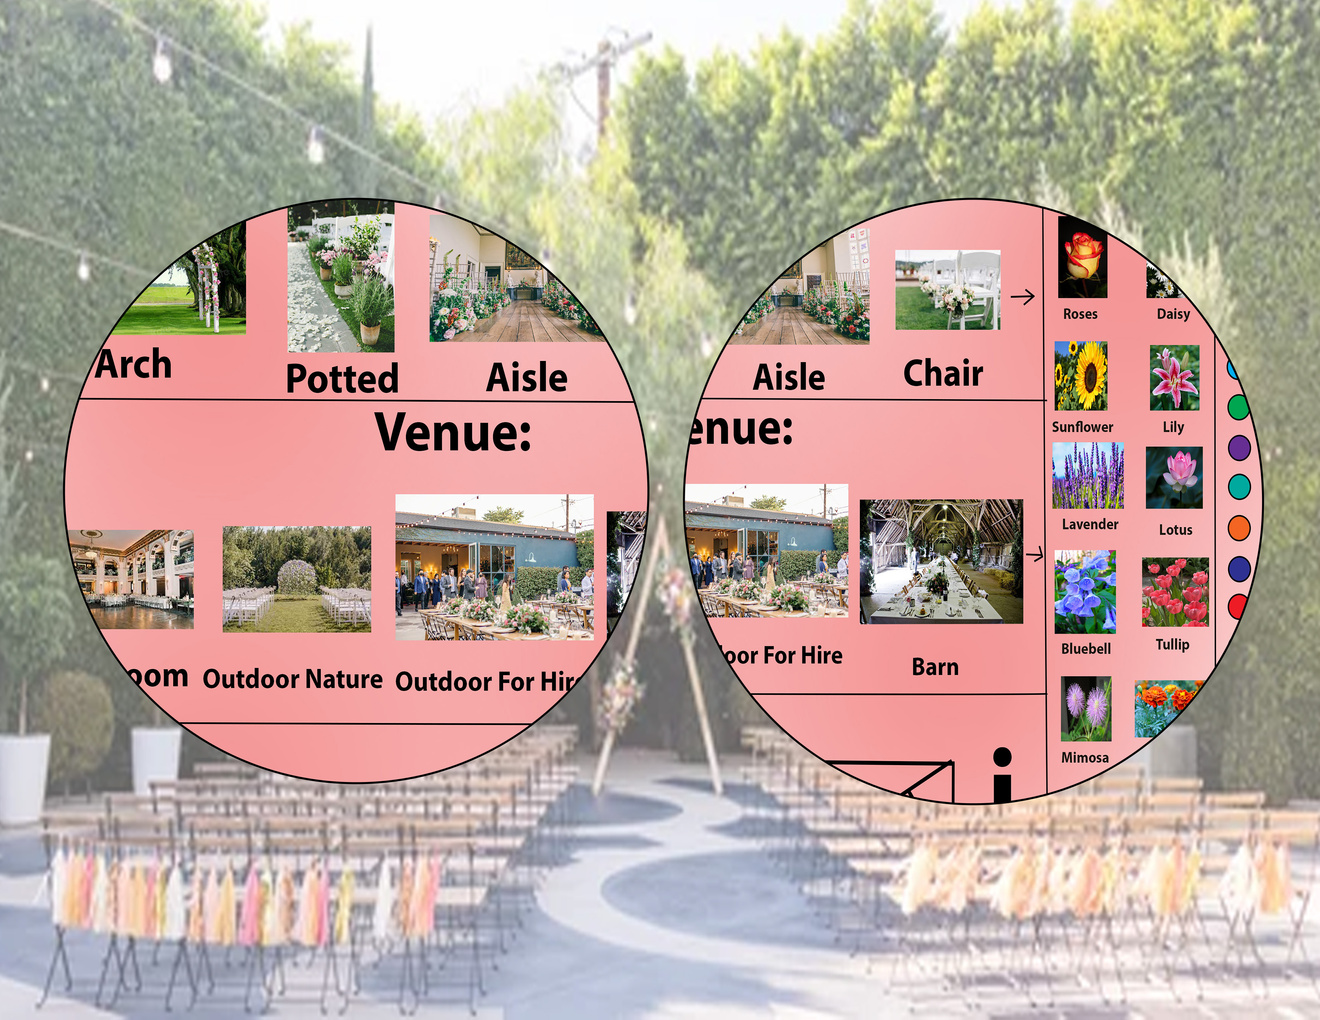 Arch
Potted
Aisle
Venue:
oom
Outdoor Nature
Outdoor For Hire
Aisle
Chair
enue:
oor For Hire
Barn
i
Roses
Daisy
Sunflower
Lily
Lavender
Lotus
Bluebell
Tullip
Mimosa